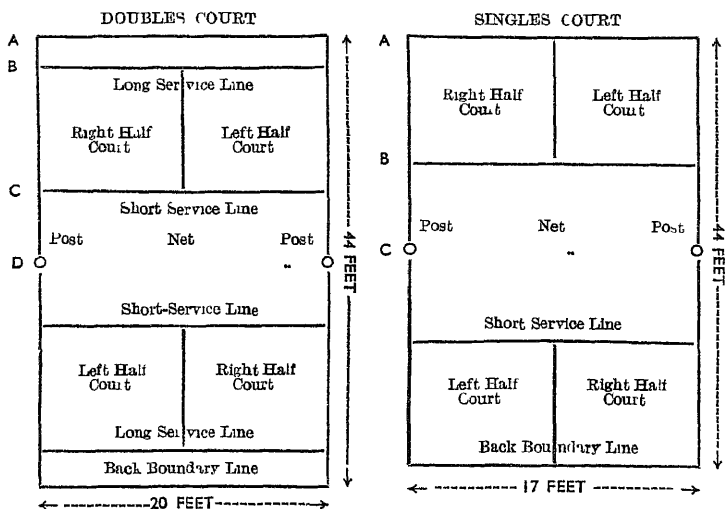 DOUBLES COURT
A
B
Long Service Line
Right Half
Court
Left Half
Court
C
Short Service Line
Post
Net
Post
D
Short-Service Line
Left Half
Court
Right Half
Court
Long Service Line
Back Boundary Line
20 FEET
44 FEET
SINGLES COURT
A
Right Half
Court
Left Half
Court
B
Post
Net
Post
C
Short Service Line
Left Half
Court
Right Half
Court
Back Boundary Line
17 FEET
44 FEET